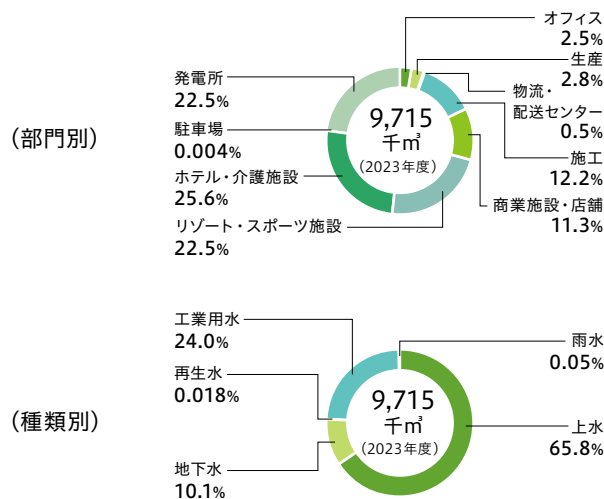 (部門別)
オフィス
2.5%
生産
2.8%
物流・
配送センター
0.5%
施工
12.2%
商業施設・店舗
11.3%
リゾート・スポーツ施設
22.5%
ホテル・介護施設
25.6%
駐車場
0.004%
発電所
22.5%
9,715
千㎥
(2023年度)
(種類別)
雨水
0.05%
上水
65.8%
地下水
10.1%
再生水
0.018%
工業用水
24.0%
9,715
千㎥
(2023年度)